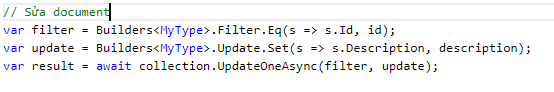 // Sửa document
var filter = Builders<MyType>.Filter.Eq(s => s.Id, id);
var update = Builders<MyType>.Update.Set(s => s.Description, description);
var result = await collection.UpdateOneAsync(filter, update);